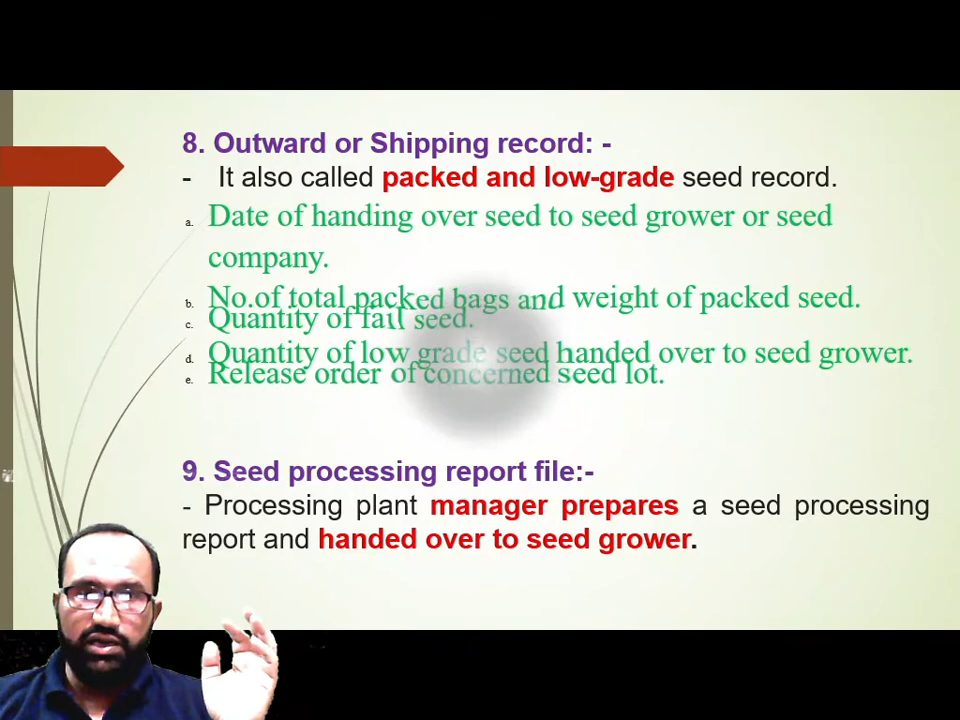 8. Outward or Shipping record: -
- It also called packed and low-grade seed record.
a. Date of handing over seed to seed grower or seed
company.
b. No.of total packed bags and weight of packed seed.
c. Quantity of fail seed.
d. Quantity of low grade seed handed over to seed grower.
e. Release order of concerned seed lot.
9. Seed processing report file:-
- Processing plant manager prepares a seed processing
report and handed over to seed grower.